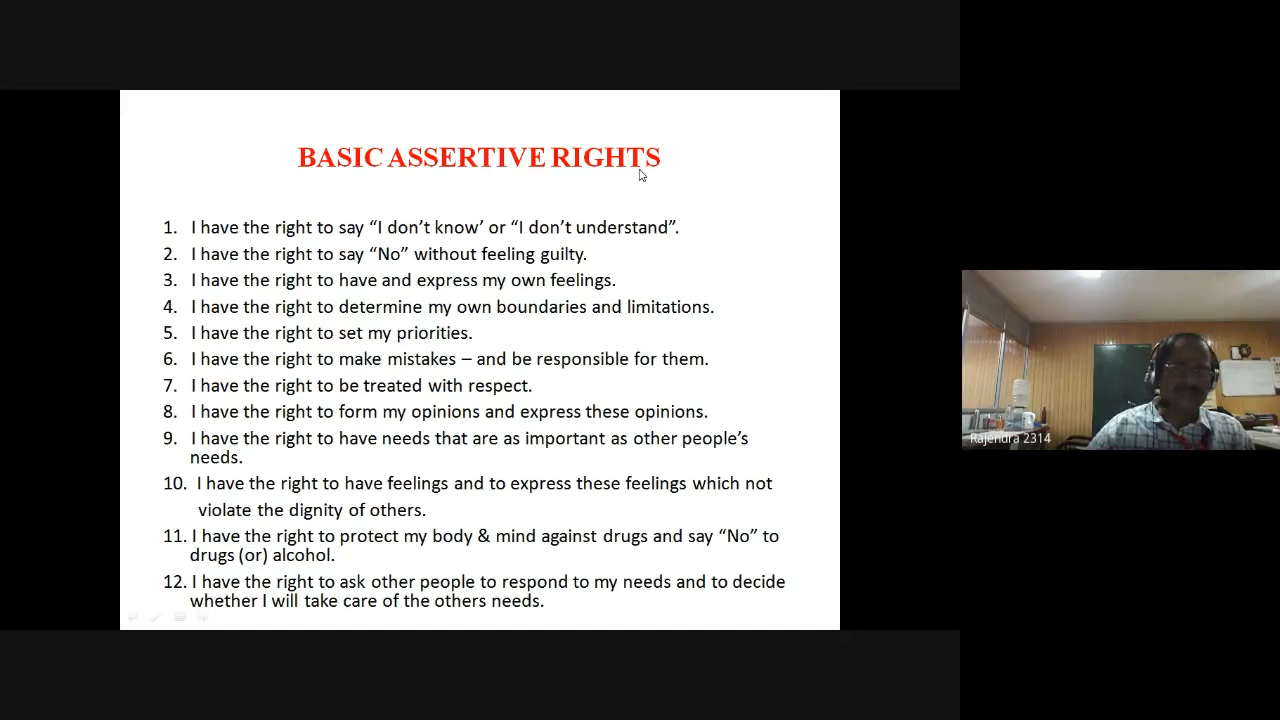 BASIC ASSERTIVE RIGHTS
1. I have the right to say “I don’t know’ or “I don’t understand”.
2. I have the right to say “No” without feeling guilty.
3. I have the right to have and express my own feelings.
4. I have the right to determine my own boundaries and limitations.
5. I have the right to set my priorities.
6. I have the right to make mistakes – and be responsible for them.
7. I have the right to be treated with respect.
8. I have the right to form my opinions and express these opinions.
9. I have the right to have needs that are as important as other people’s
needs.
10. I have the right to have feelings and to express these feelings which not
violate the dignity of others.
11. I have the right to protect my body & mind against drugs and say “No” to
drugs (or) alcohol.
12. I have the right to ask other people to respond to my needs and to decide
whether I will take care of the others needs.
Rajendra 2314